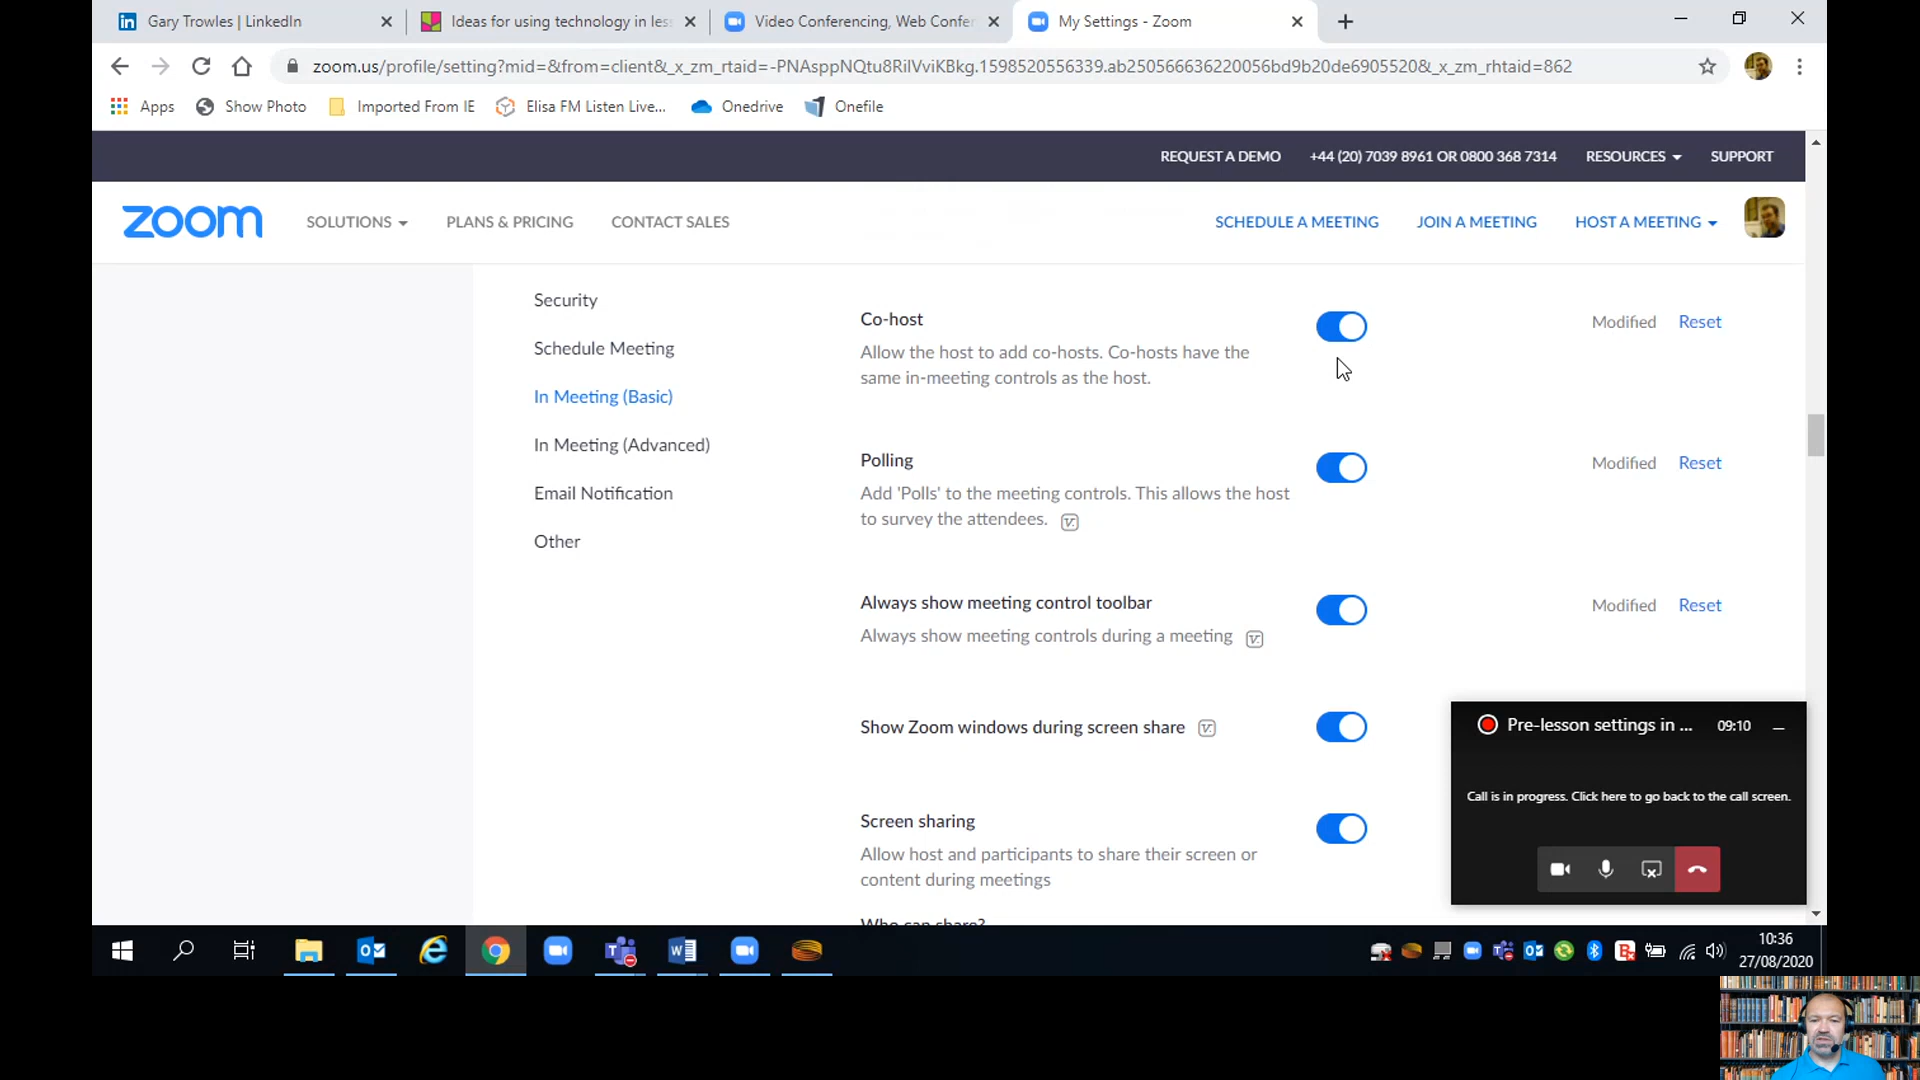 Gary Trowles | LinkedIn
Ideas for using technology in les
Video Conferencing, Web Confer
My Settings - Zoom
zoom.us/profile/setting?mid=&from=client&_x_zm_rtaid=-PNAsppNQtu8RilVviKBkg.1598520556339.ab250566636220056bd9b20de6905520&_x_zm_rhtaid=862
Apps Show Photo Imported From IE Elisa FM Listen Live... Onedrive Onefile
REQUEST A DEMO +44 (20) 7039 8961 OR 0800 368 7314 RESOURCES SUPPORT
zoom SOLUTIONS PLANS & PRICING CONTACT SALES SCHEDULE A MEETING JOIN A MEETING HOST A MEETING
Security
Schedule Meeting
In Meeting (Basic)
In Meeting (Advanced)
Email Notification
Other
Co-host
Modified Reset
Allow the host to add co-hosts. Co-hosts have the
same in-meeting controls as the host.
Polling
Modified Reset
Add 'Polls' to the meeting controls. This allows the host
to survey the attendees.
Always show meeting control toolbar
Modified Reset
Always show meeting controls during a meeting
Show Zoom windows during screen share
Screen sharing
Allow host and participants to share their screen or
content during meetings
Who can share?
Pre-lesson settings in ... 09:10
Call is in progress. Click here to go back to the call screen.
10:36
27/08/2020